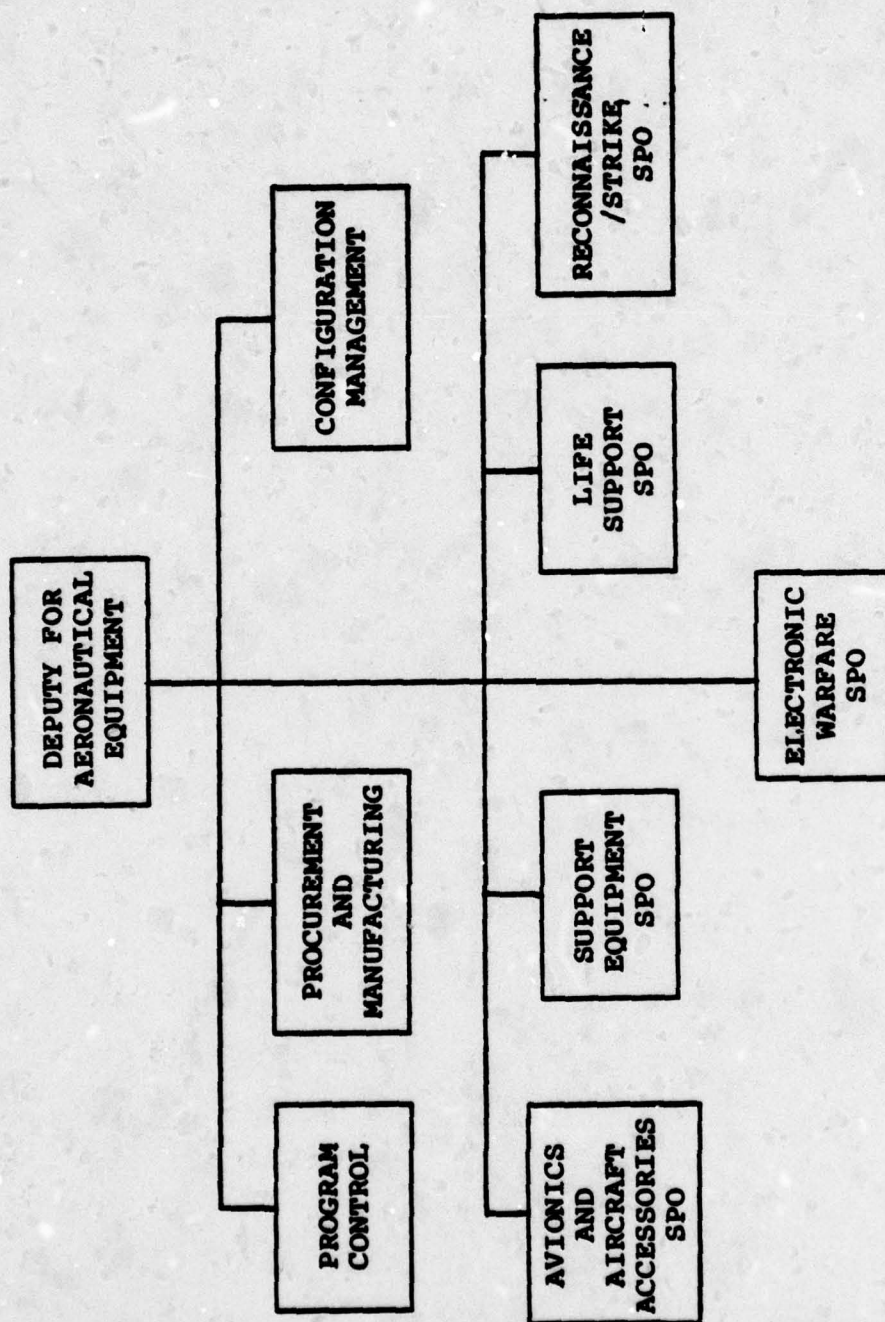 DEPUTY FOR
AERONAUTICAL
EQUIPMENT
PROGRAM
CONTROL
PROCUREMENT
AND
MANUFACTURING
CONFIGURATION
MANAGEMENT
AVIONICS
AND
AIRCRAFT
ACCESSORIES
SPO
SUPPORT
EQUIPMENT
SPO
LIFE
SUPPORT
SPO
RECONNAISSANCE
/STRIKE
SPO
ELECTRONIC
WARFARE
SPO